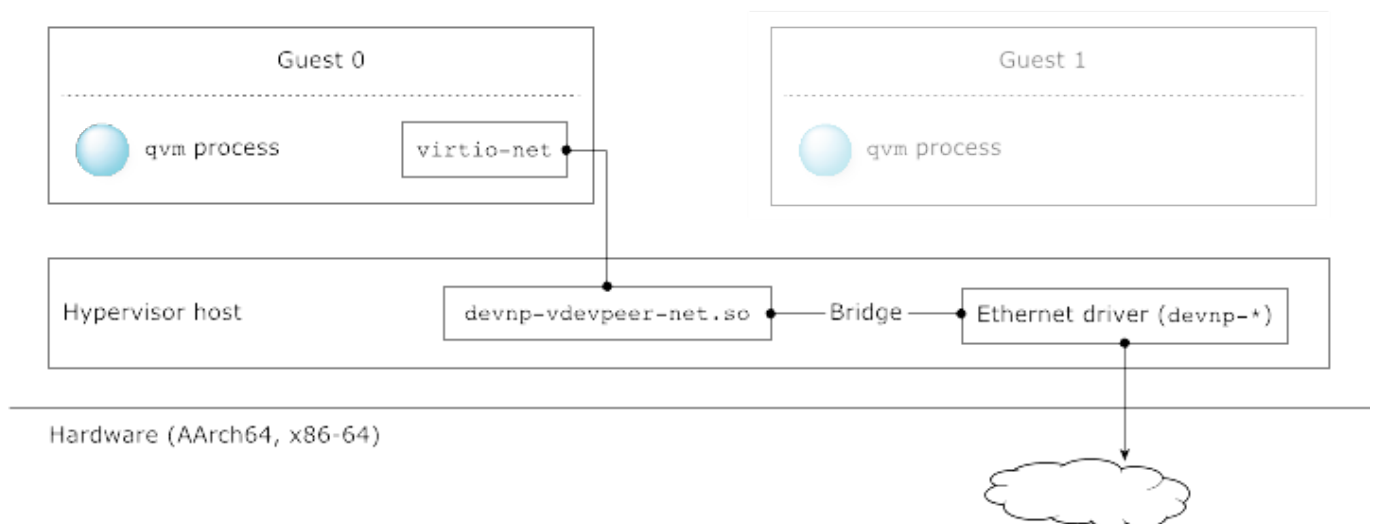 Guest 0
Guest 1
qvm process
virtio-net
qvm process
Hypervisor host
devnp-vdevpeer-net.so
Bridge
Ethernet driver (devnp-*)
Hardware (AArch64, x86-64)